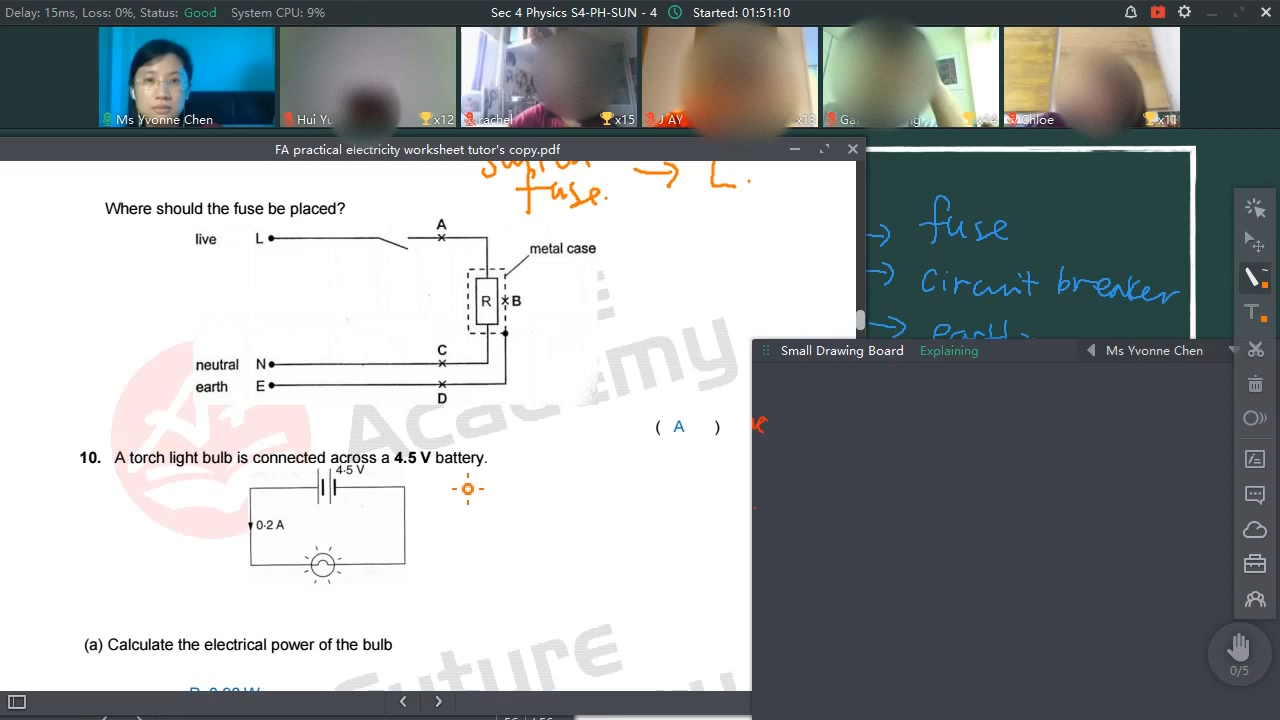 Delay: 15ms, Loss: 0%, Status: Good System CPU: 9% Sec 4 Physics S4-PH-SUN - 4 Started: 01:51:10
Ms Yvonne Chen
Hui Yu x12
rachel x15
J AY x13
Chloe x11
FA practical electricity worksheet tutor's copy.pdf
fuse. → L.
Where should the fuse be placed?
A
live L
metal case
R B
C
neutral N
earth E
D
( A )
10. A torch light bulb is connected across a 4.5 V battery.
4·5 V
0·2 A
(a) Calculate the electrical power of the bulb
Academy
Future
→ fuse
→ circuit breaker
→ earth
Small Drawing Board Explaining Ms Yvonne Chen
0/5